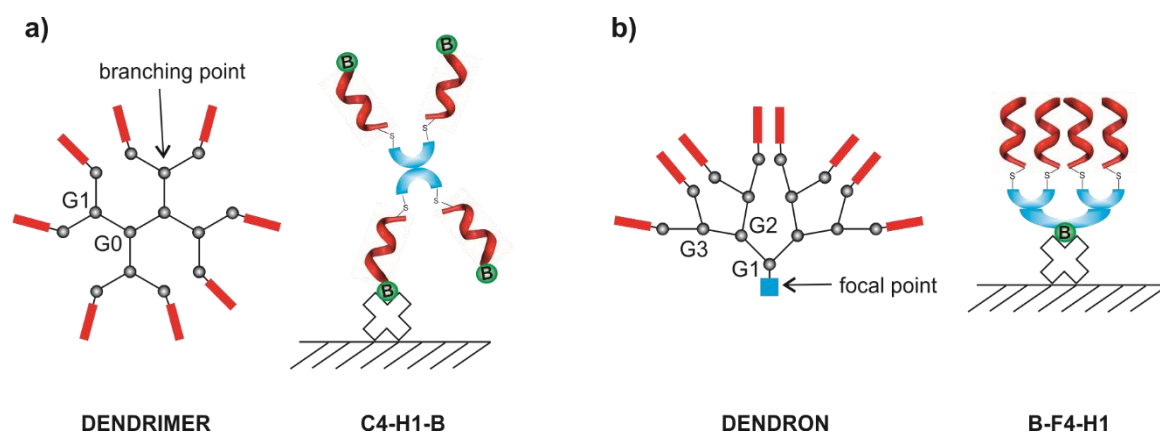 a)
branching point
G1
G0
B
B
S
S
S
S
B
B
DENDRIMER
C4-H1-B
b)
G2
G3
G1
focal point
S
S
S
S
B
DENDRON
B-F4-H1